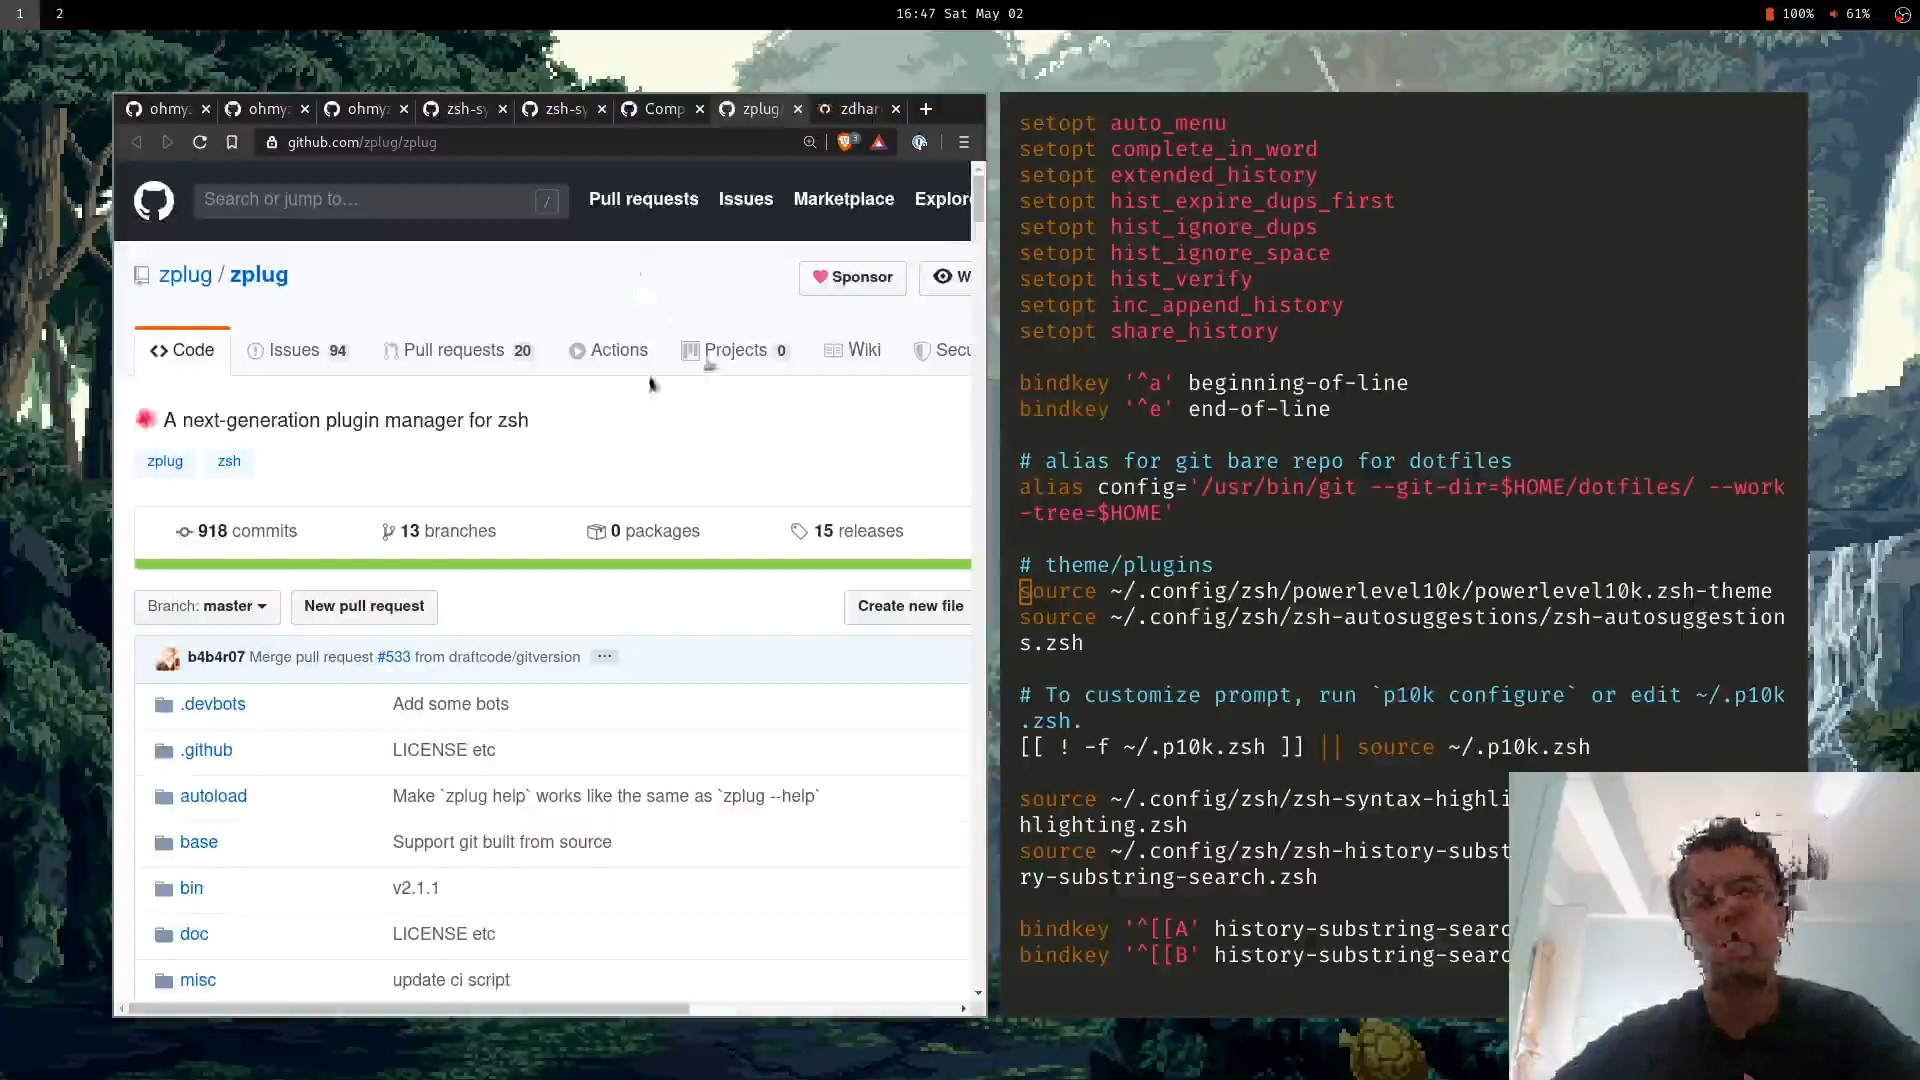 1
2
16:47 Sat May 02
100%
61%
ohmyz
ohmyz
ohmyz
zsh-sy
zsh-sy
Comp
zplug/
zdhar
github.com/zplug/zplug
3
Search or jump to…
/
Pull requests
Issues
Marketplace
Explor
zplug / zplug
Sponsor
W
Code
Issues 94
Pull requests 20
Actions
Projects 0
Wiki
Secu
A next-generation plugin manager for zsh
zplug
zsh
918 commits
13 branches
0 packages
15 releases
Branch: master
New pull request
Create new file
b4b4r07 Merge pull request #533 from draftcode/gitversion …
.devbots
Add some bots
.github
LICENSE etc
autoload
Make `zplug help` works like the same as `zplug --help`
base
Support git built from source
bin
v2.1.1
doc
LICENSE etc
misc
update ci script
setopt auto_menu
setopt complete_in_word
setopt extended_history
setopt hist_expire_dups_first
setopt hist_ignore_dups
setopt hist_ignore_space
setopt hist_verify
setopt inc_append_history
setopt share_history
bindkey '^a' beginning-of-line
bindkey '^e' end-of-line
# alias for git bare repo for dotfiles
alias config='/usr/bin/git --git-dir=$HOME/dotfiles/ --work
-tree=$HOME'
# theme/plugins
source ~/.config/zsh/powerlevel10k/powerlevel10k.zsh-theme
source ~/.config/zsh/zsh-autosuggestions/zsh-autosuggestion
s.zsh
# To customize prompt, run `p10k configure` or edit ~/.p10k
.zsh.
[[ ! -f ~/.p10k.zsh ]] || source ~/.p10k.zsh
source ~/.config/zsh/zsh-syntax-highli
hlighting.zsh
source ~/.config/zsh/zsh-history-subst
ry-substring-search.zsh
bindkey '^[[A' history-substring-searc
bindkey '^[[B' history-substring-searc